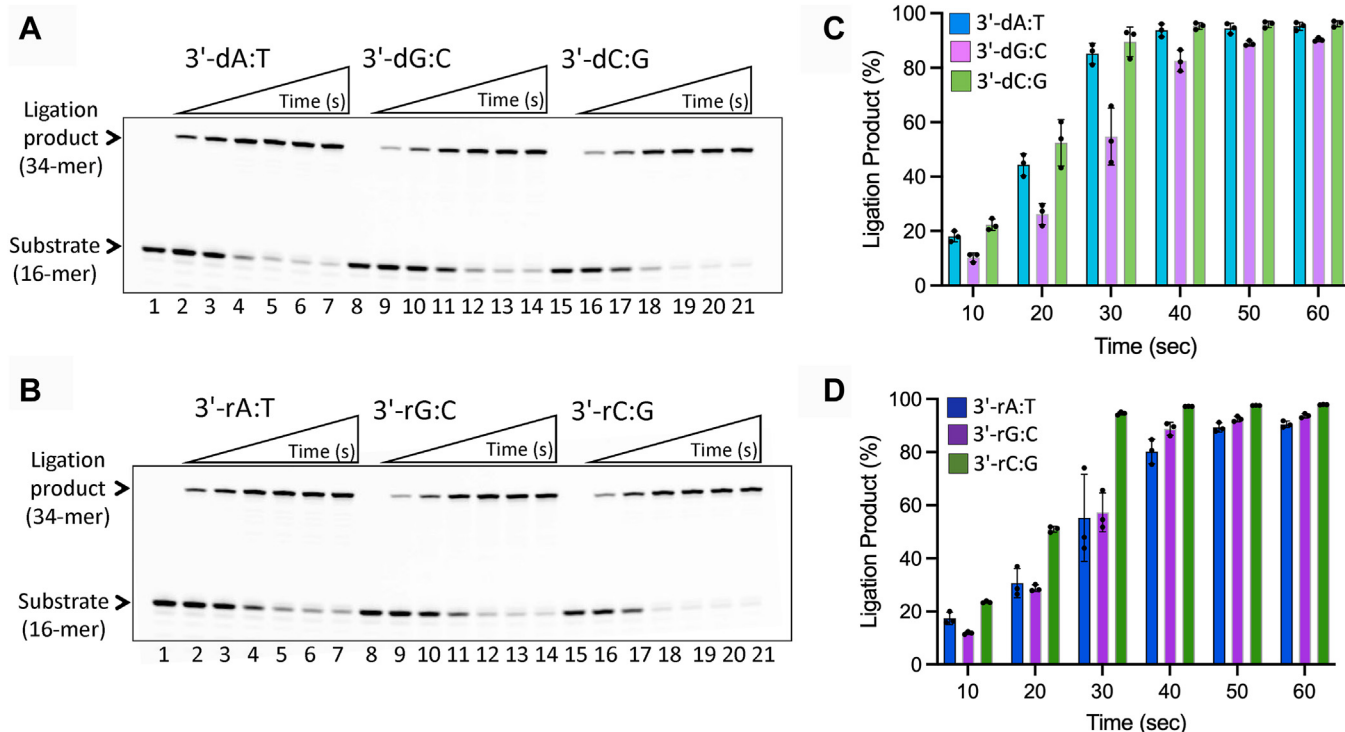 A
3'-dA:T
3'-dG:C
3'-dC:G
Time (s)
Time (s)
Time (s)
Ligation
product
(34-mer)
Substrate
(16-mer)
1 2 3 4 5 6 7 8 9 10 11 12 13 14 15 16 17 18 19 20 21
B
3'-rA:T
3'-rG:C
3'-rC:G
Time (s)
Time (s)
Time (s)
Ligation
product
(34-mer)
Substrate
(16-mer)
1 2 3 4 5 6 7 8 9 10 11 12 13 14 15 16 17 18 19 20 21
C
3'-dA:T
3'-dG:C
3'-dC:G
Ligation Product (%)
100
80
60
40
20
0
10 20 30 40 50 60
Time (sec)
D
3'-rA:T
3'-rG:C
3'-rC:G
Ligation Product (%)
100
80
60
40
20
0
10 20 30 40 50 60
Time (sec)